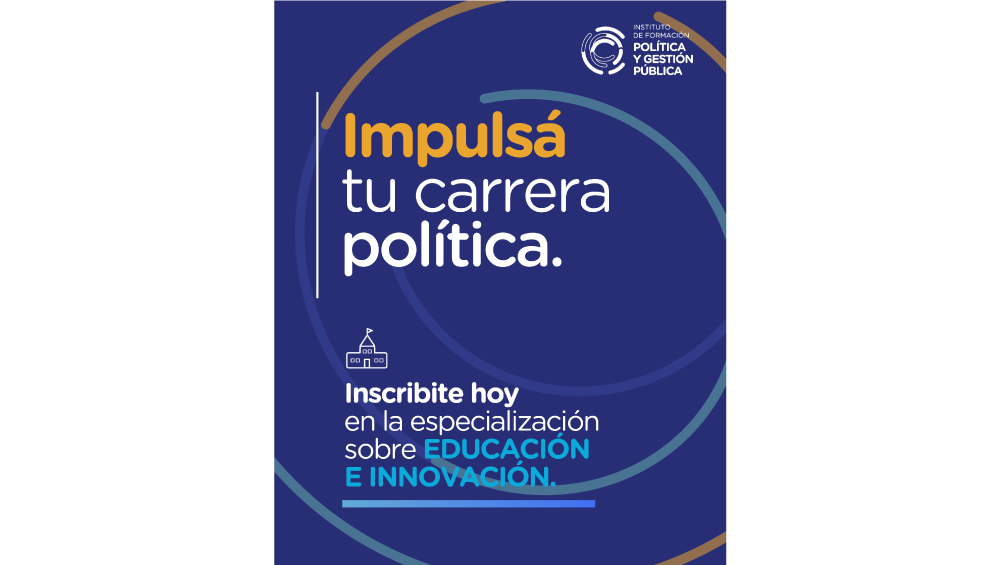 INSTITUTO
DE FORMACIÓN
POLÍTICA
Y GESTIÓN
PÚBLICA
Impulsá
tu carrera
política.
Inscribite hoy
en la especialización
sobre EDUCACIÓN
E INNOVACIÓN.